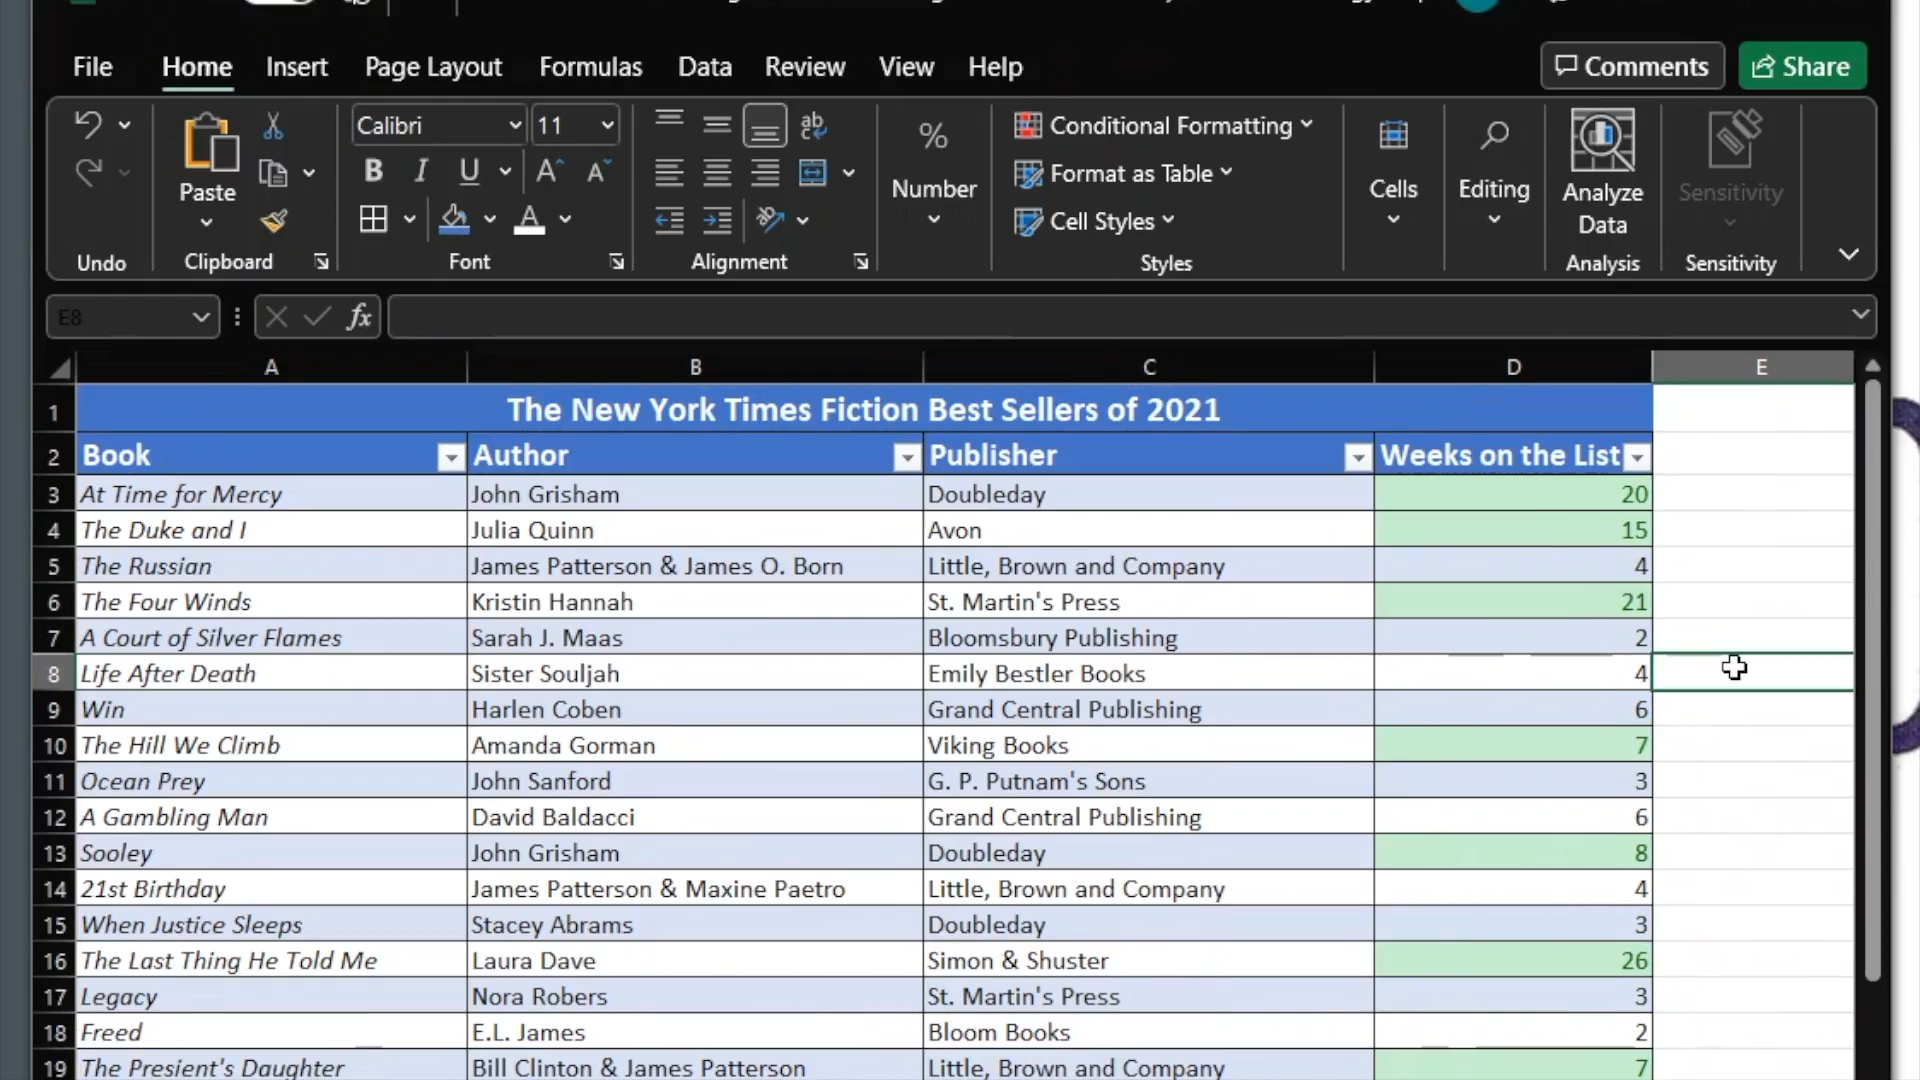 File Home Insert Page Layout Formulas Data Review View Help Comments Share
Calibri 11
Conditional Formatting
Format as Table
Cell Styles
Paste
B I U
Number
Cells
Editing
Analyze Data
Sensitivity
Undo Clipboard Font Alignment Styles Analysis Sensitivity
E8 fx
A B C D E
1 The New York Times Fiction Best Sellers of 2021
2 Book Author Publisher Weeks on the List
3 At Time for Mercy John Grisham Doubleday 20
4 The Duke and I Julia Quinn Avon 15
5 The Russian James Patterson & James O. Born Little, Brown and Company 4
6 The Four Winds Kristin Hannah St. Martin's Press 21
7 A Court of Silver Flames Sarah J. Maas Bloomsbury Publishing 2
8 Life After Death Sister Souljah Emily Bestler Books 4
9 Win Harlen Coben Grand Central Publishing 6
10 The Hill We Climb Amanda Gorman Viking Books 7
11 Ocean Prey John Sanford G. P. Putnam's Sons 3
12 A Gambling Man David Baldacci Grand Central Publishing 6
13 Sooley John Grisham Doubleday 8
14 21st Birthday James Patterson & Maxine Paetro Little, Brown and Company 4
15 When Justice Sleeps Stacey Abrams Doubleday 3
16 The Last Thing He Told Me Laura Dave Simon & Shuster 26
17 Legacy Nora Robers St. Martin's Press 3
18 Freed E.L. James Bloom Books 2
19 The Presient's Daughter Bill Clinton & James Patterson Little, Brown and Company 7